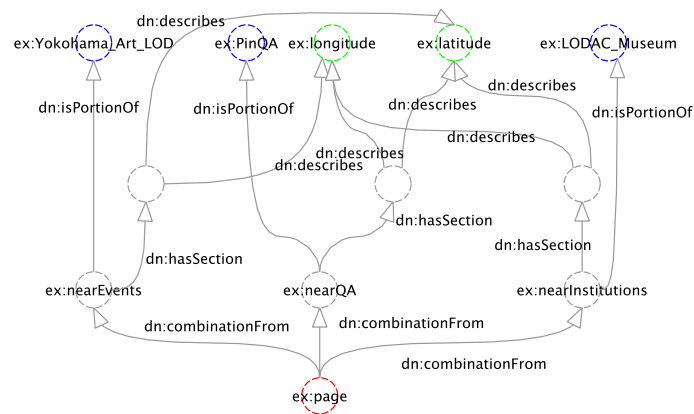 dn:describes
ex:Yokohama_Art_LOD
ex:PinQA
ex:longitude
ex:latitude
ex:LODAC_Museum
dn:isPortionOf
dn:isPortionOf
dn:describes
dn:isPortionOf
dn:describes
dn:describes
dn:describes
dn:describes
dn:hasSection
dn:hasSection
dn:hasSection
ex:nearEvents
ex:nearQA
ex:nearInstitutions
dn:combinationFrom
dn:combinationFrom
dn:combinationFrom
ex:page